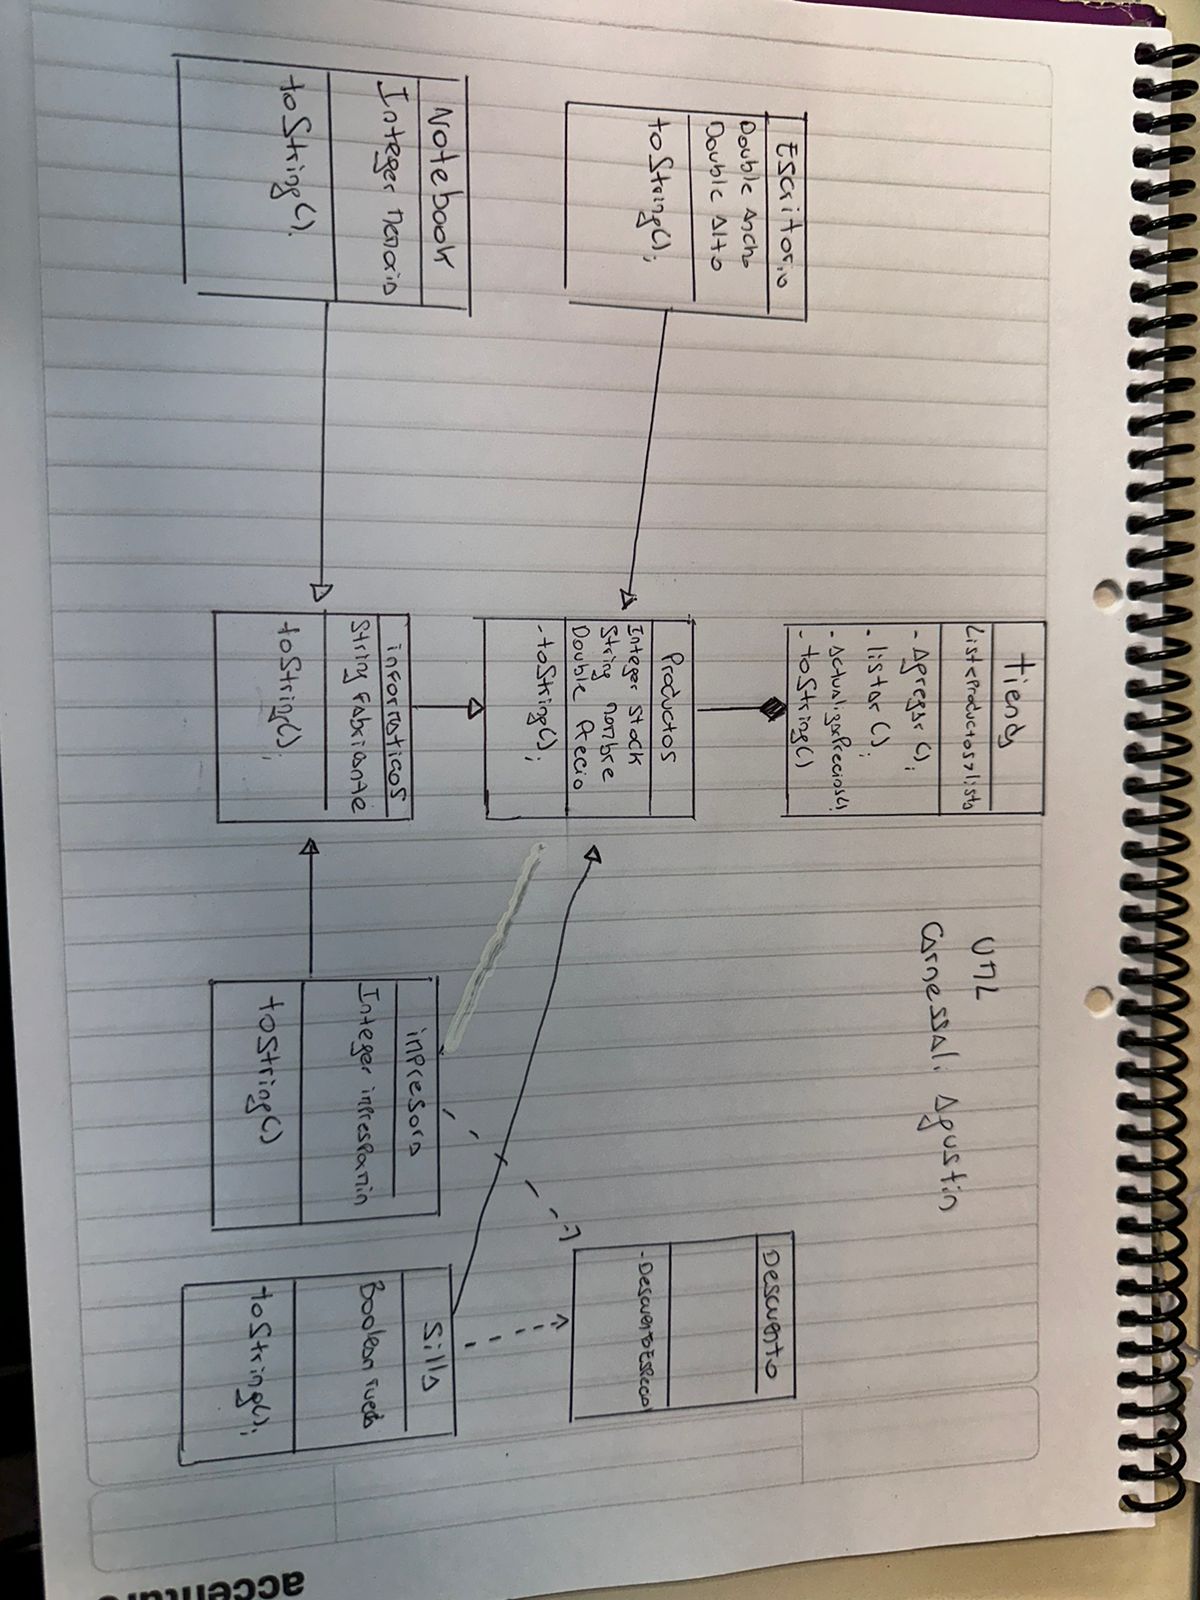 tienda
List<Productos> lista
- Agregar();
- listar();
- ActualizarPrecios()
- toString()
UML
Carnessali Agustin
Escritorio
Double Ancho
Double Alto
toString();
Productos
Integer Stock
String nombre
Double Precio
- toString();
Descuento
- DescuentoEspecial
Notebook
Integer memoria
toString().
informaticos
String Fabricante
toString();
impresora
Integer impresPamin
toString()
Silla
Boolean ruedas
toString();
accenture